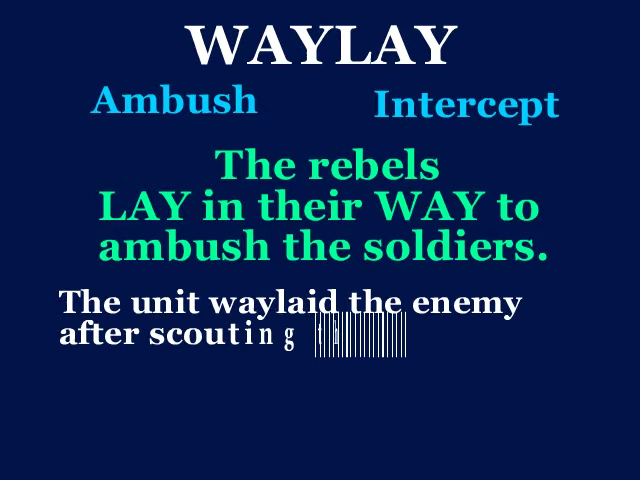 WAYLAY
Ambush Intercept
The rebels
LAY in their WAY to
ambush the soldiers.
The unit waylaid the enemy
after scouting